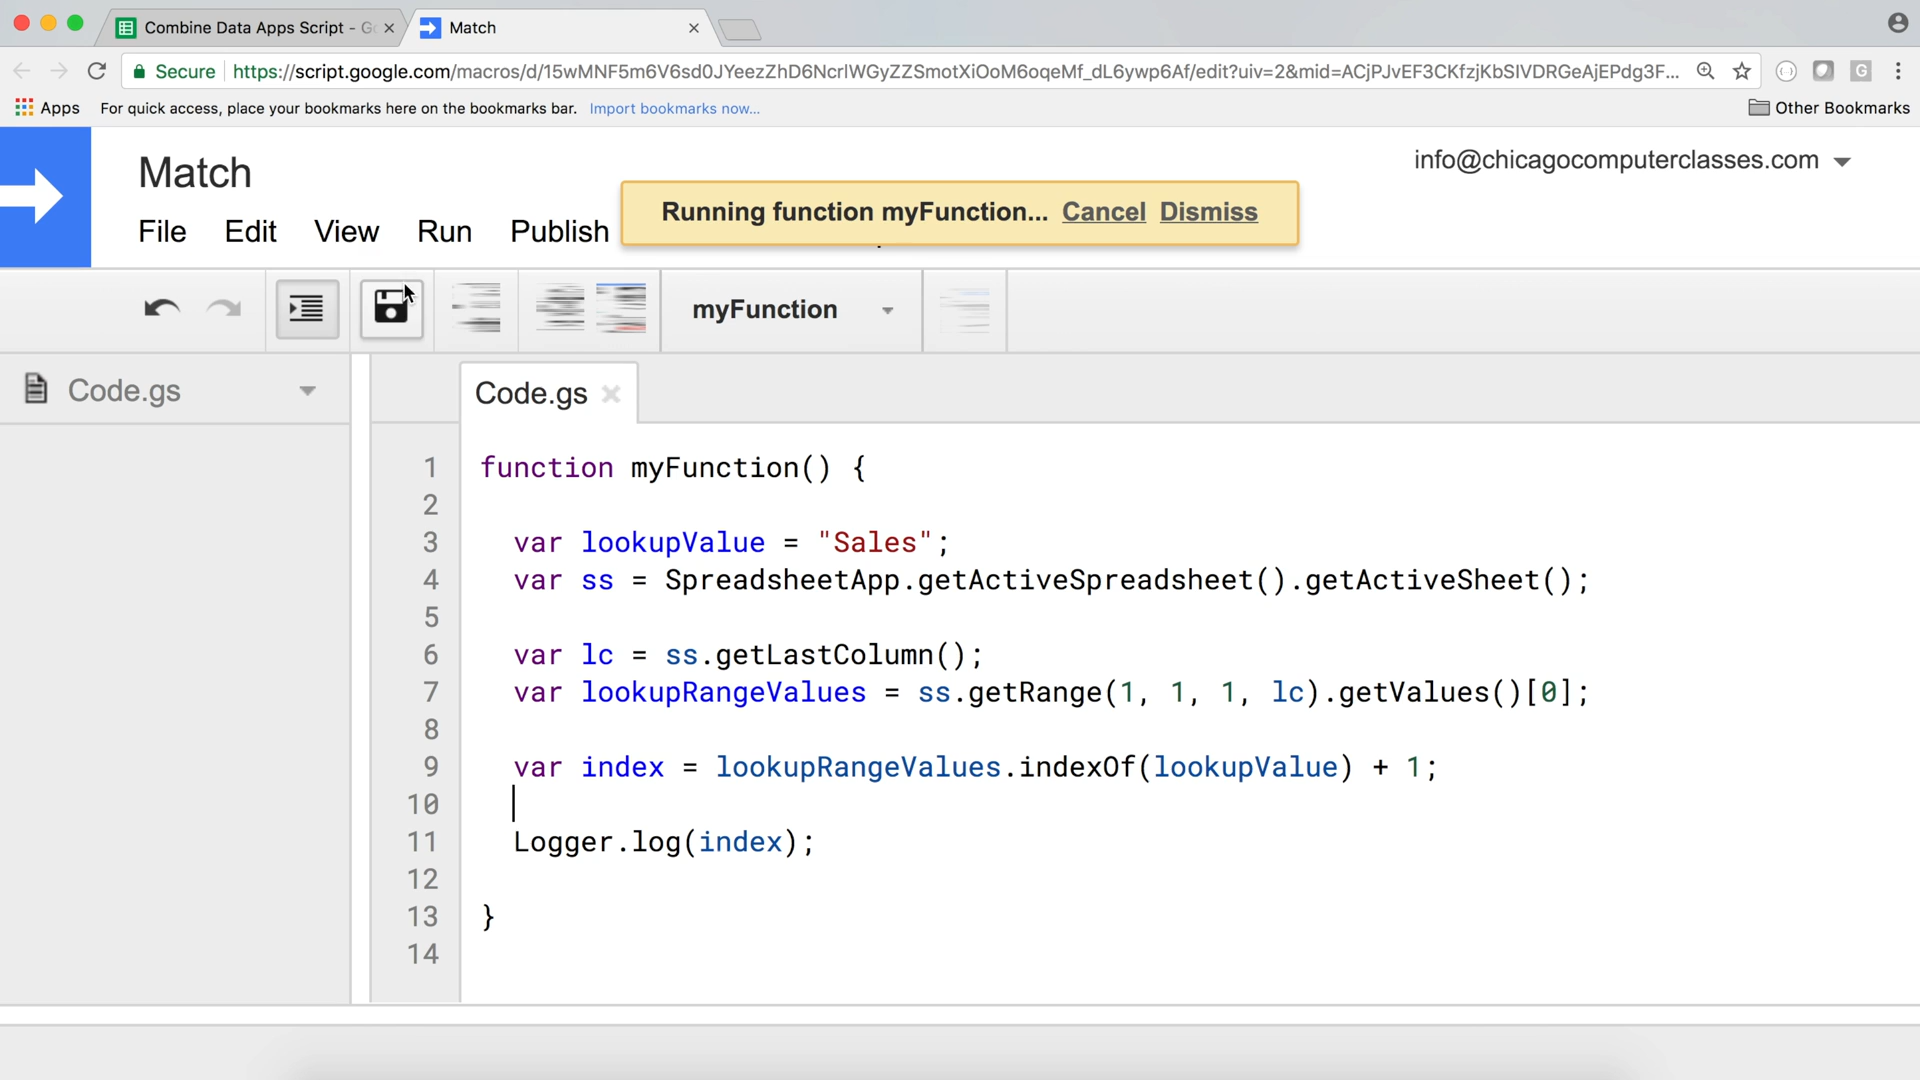 Combine Data Apps Script - G
Match
Secure https://script.google.com/macros/d/15wMNF5m6V6sd0JYeezZhD6NcrlWGyZZSmotXiOoM6oqeMf_dL6ywp6Af/edit?uiv=2&mid=ACjPJvEF3CKfzjKbSIVDRGeAjEPdg3F...
Apps For quick access, place your bookmarks here on the bookmarks bar. Import bookmarks now... Other Bookmarks
Match
info@chicagocomputerclasses.com
Running function myFunction... Cancel Dismiss
File Edit View Run Publish
myFunction
Code.gs
Code.gs
1 function myFunction() {
2
3 var lookupValue = "Sales";
4 var ss = SpreadsheetApp.getActiveSpreadsheet().getActiveSheet();
5
6 var lc = ss.getLastColumn();
7 var lookupRangeValues = ss.getRange(1, 1, 1, lc).getValues()[0];
8
9 var index = lookupRangeValues.indexOf(lookupValue) + 1;
10
11 Logger.log(index);
12
13 }
14